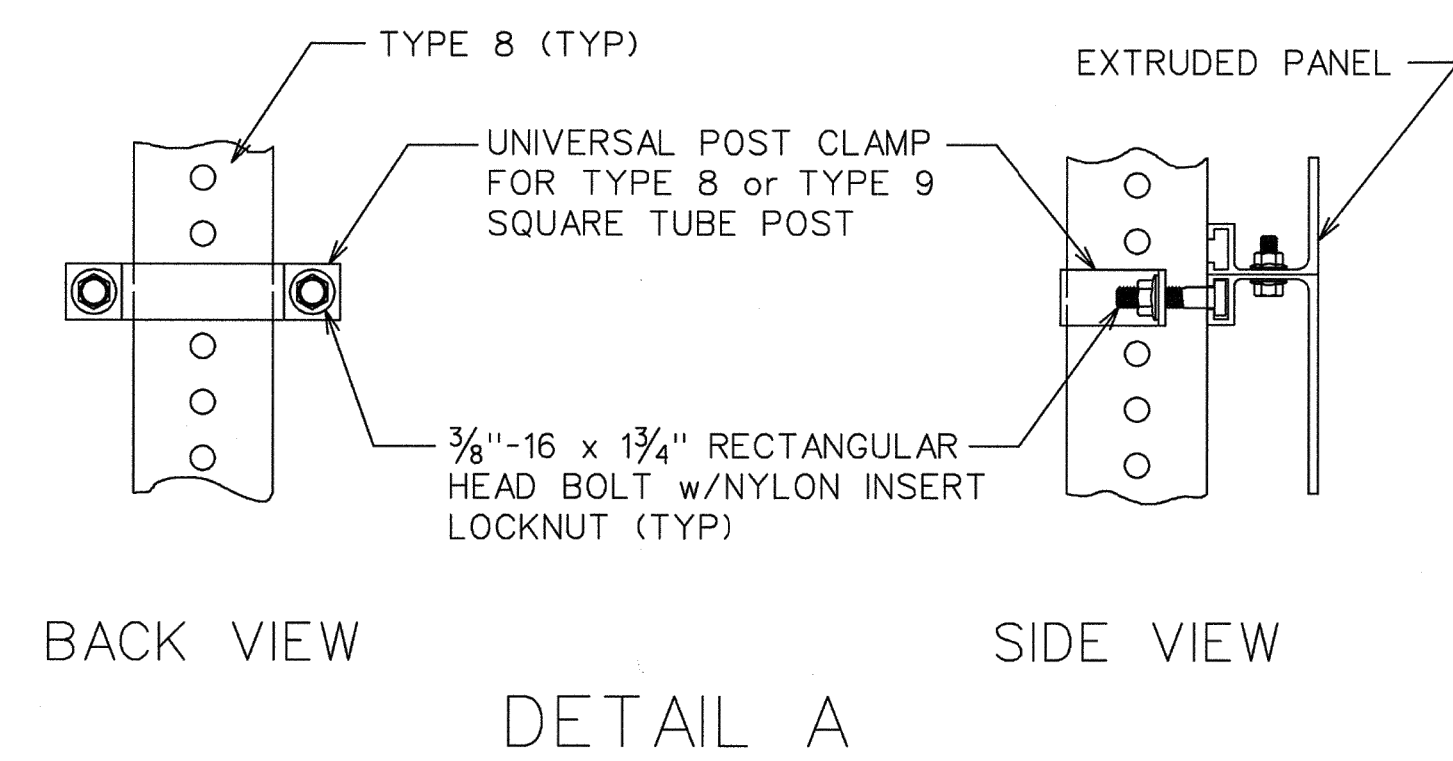 TYPE 8 (TYP)
EXTRUDED PANEL
UNIVERSAL POST CLAMP
FOR TYPE 8 or TYPE 9
SQUARE TUBE POST
3/8"-16 x 1 3/4" RECTANGULAR
HEAD BOLT w/NYLON INSERT
LOCKNUT (TYP)
BACK VIEW
SIDE VIEW
DETAIL A